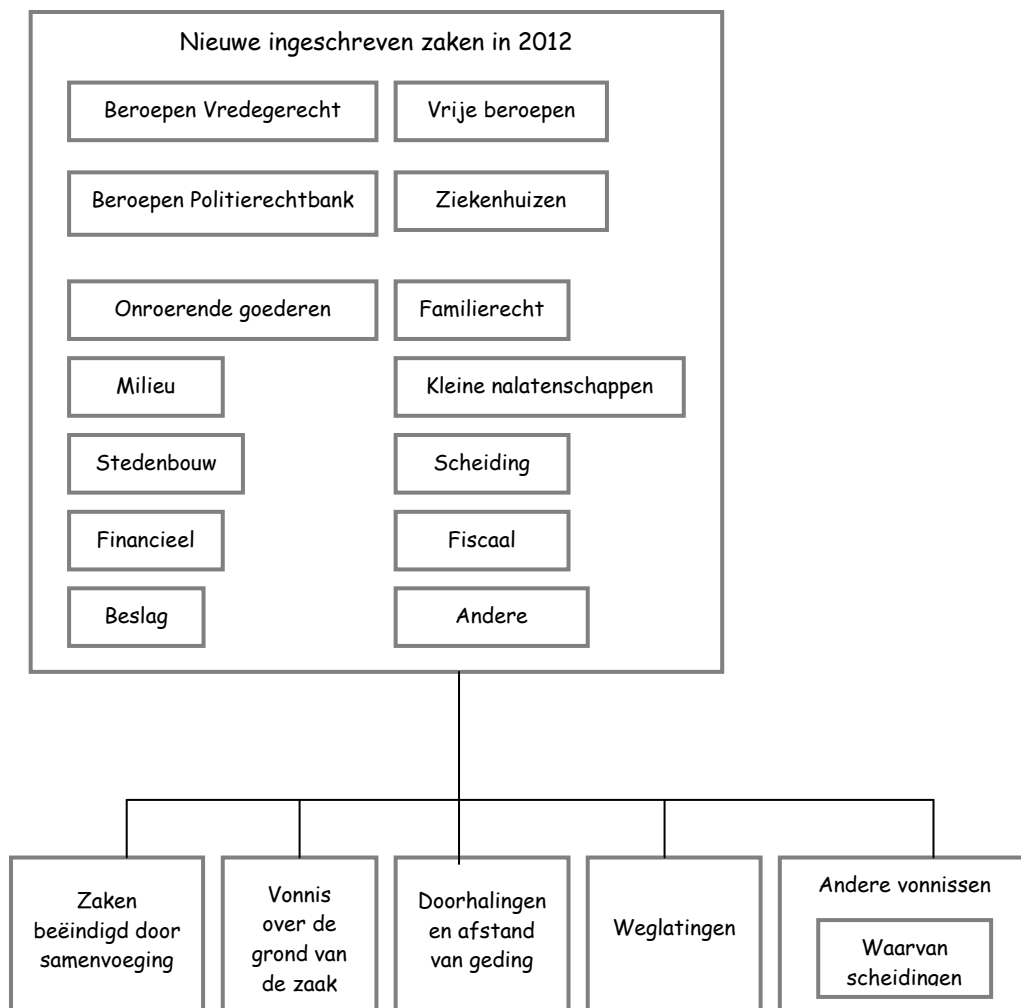 Nieuwe ingeschreven zaken in 2012
Beroepen Vredegerecht
Vrije beroepen
Beroepen Politierechtbank
Ziekenhuizen
Onroerende goederen
Familierecht
Milieu
Kleine nalatenschappen
Stedenbouw
Scheiding
Financieel
Fiscaal
Beslag
Andere
Zaken
beëindigd door
samenvoeging
Vonnis
over de
grond van
de zaak
Doorhalingen
en afstand
van geding
Weglatingen
Andere vonnissen
Waarvan
scheidingen